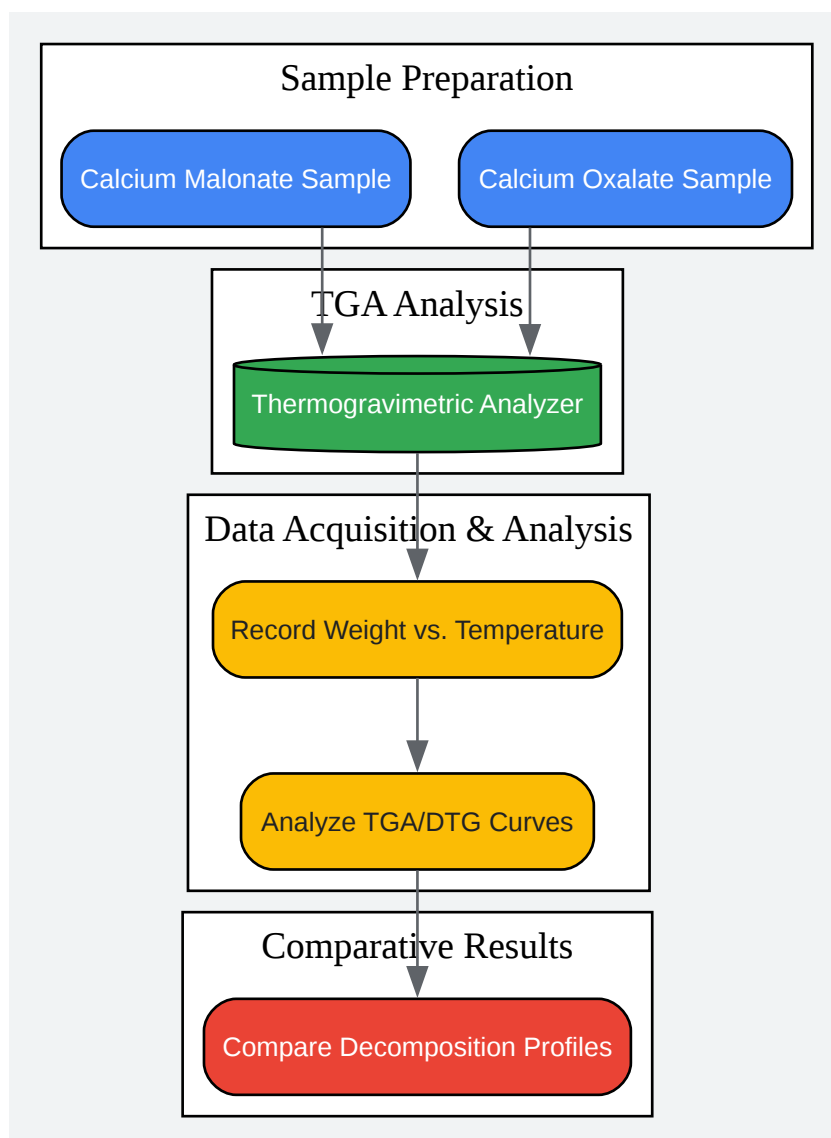 Sample Preparation
Calcium Malonate Sample
Calcium Oxalate Sample
TGA Analysis
Thermogravimetric Analyzer
Data Acquisition & Analysis
Record Weight vs. Temperature
Analyze TGA/DTG Curves
Comparative Results
Compare Decomposition Profiles